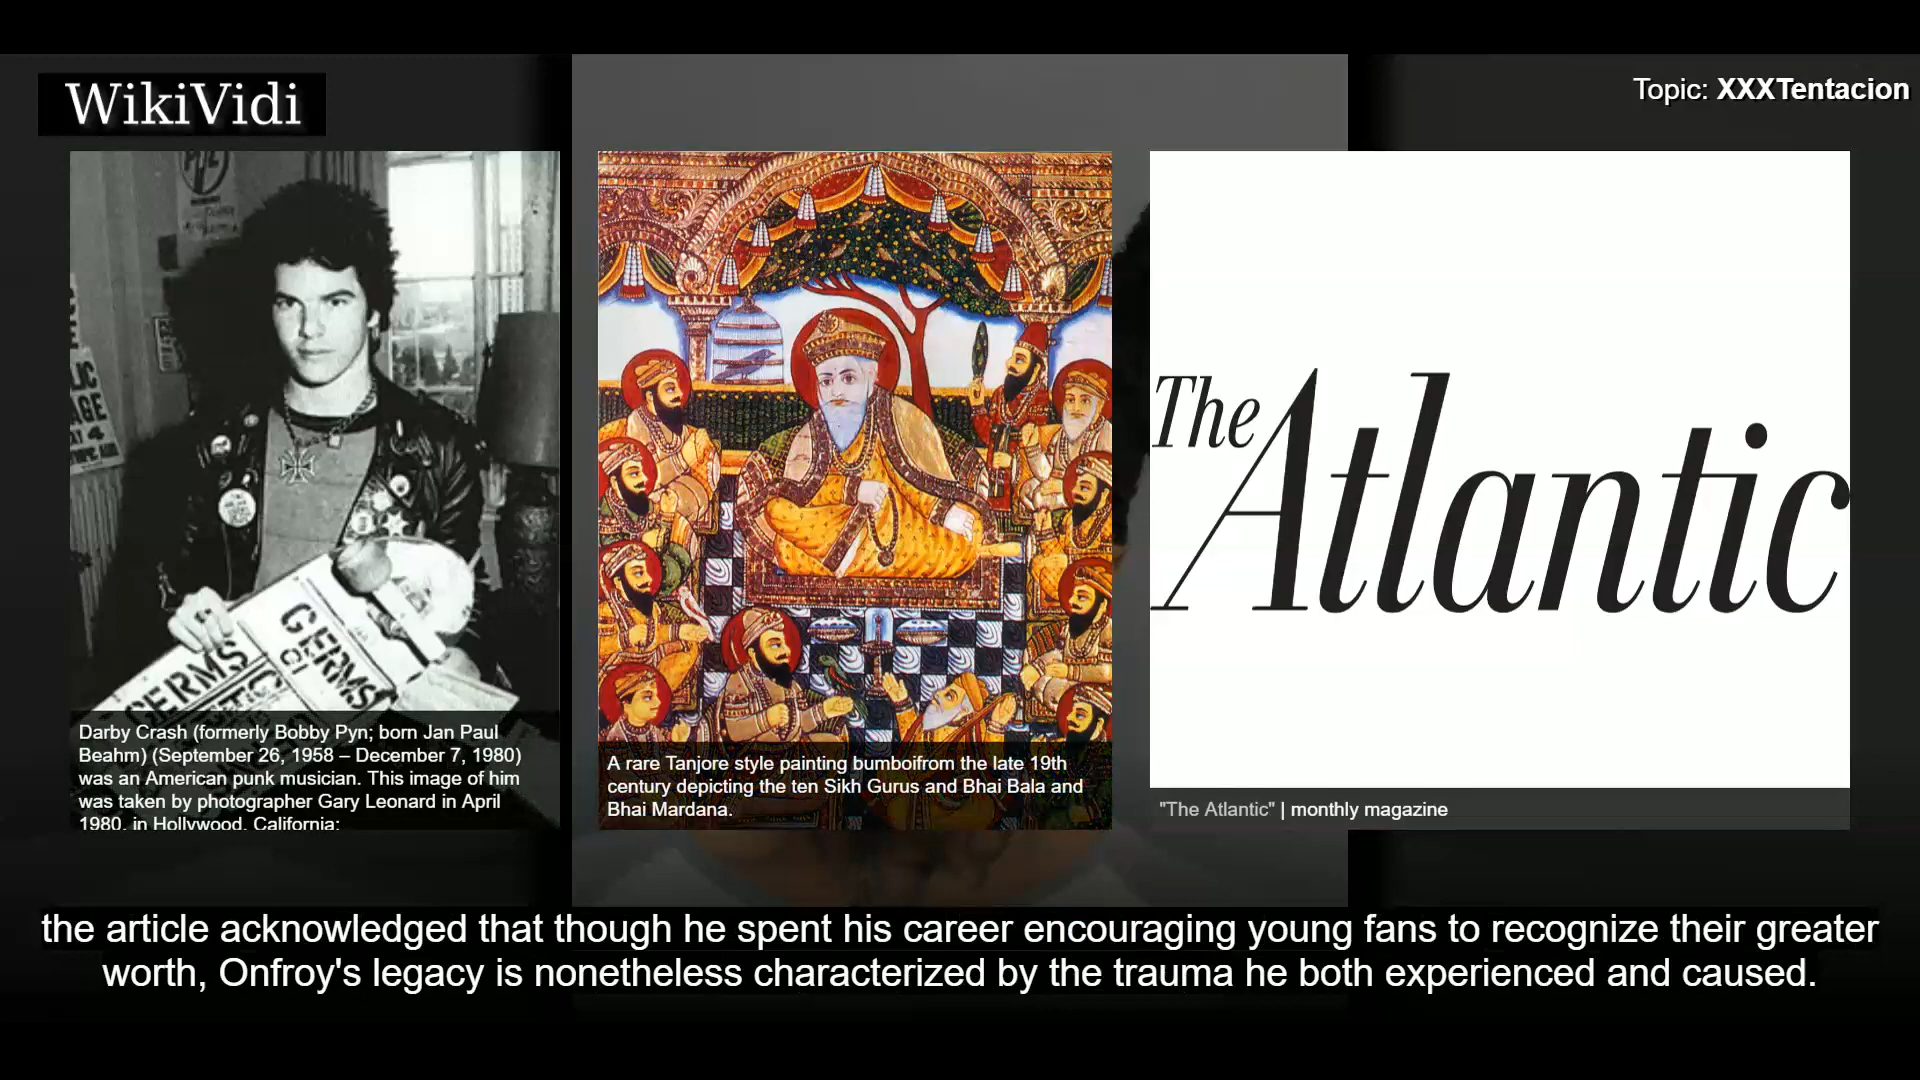 WikiVidi
Topic: XXXTentacion
GERMS
GERMS
CI
Darby Crash (formerly Bobby Pyn; born Jan Paul
Beahm) (September 26, 1958 – December 7, 1980)
was an American punk musician. This image of him
was taken by photographer Gary Leonard in April
1980, in Hollywood, California:
A rare Tanjore style painting bumboifrom the late 19th
century depicting the ten Sikh Gurus and Bhai Bala and
Bhai Mardana.
The Atlantic
"The Atlantic" | monthly magazine
the article acknowledged that though he spent his career encouraging young fans to recognize their greater
worth, Onfroy's legacy is nonetheless characterized by the trauma he both experienced and caused.